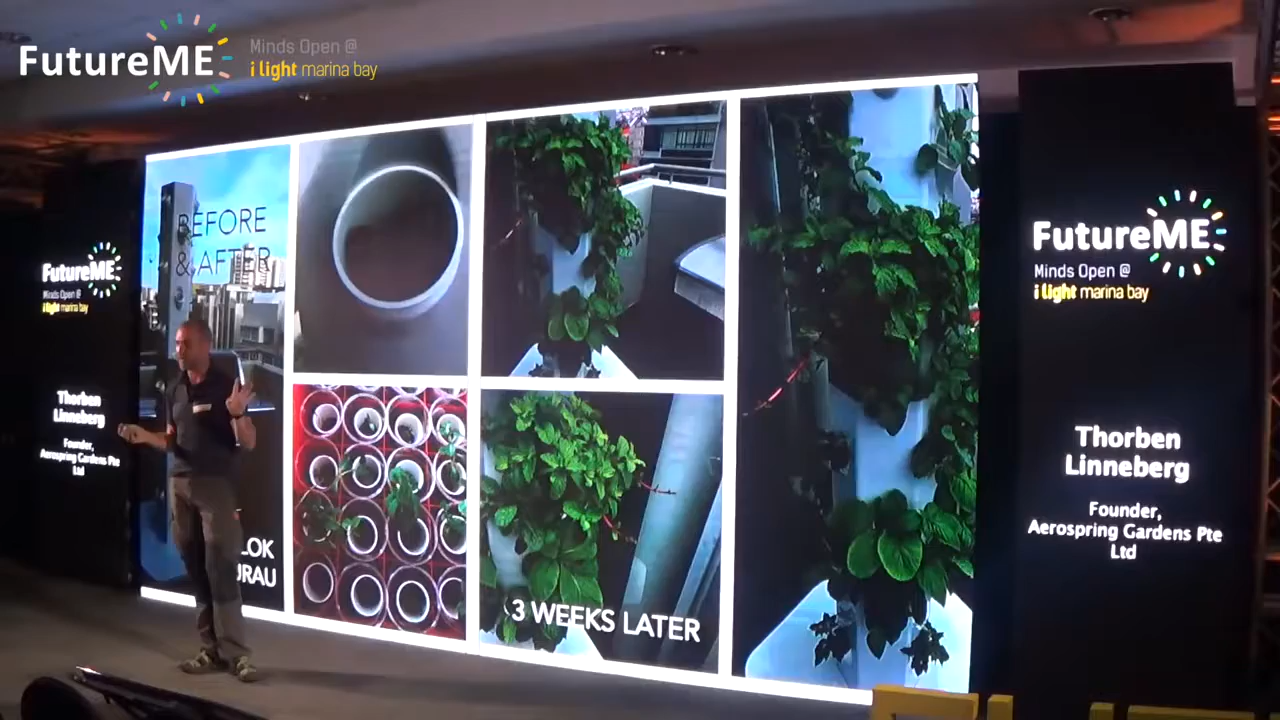 FutureME
Minds Open @
i light marina bay
FutureME
Minds Open @
i light marina bay
Thorben
Linneberg
Founder,
Aerospring Gardens Pte
Ltd
BEFORE
& AFTER
LOK
URAU
3 WEEKS LATER
FutureME
Minds Open @
i light marina bay
Thorben
Linneberg
Founder,
Aerospring Gardens Pte
Ltd